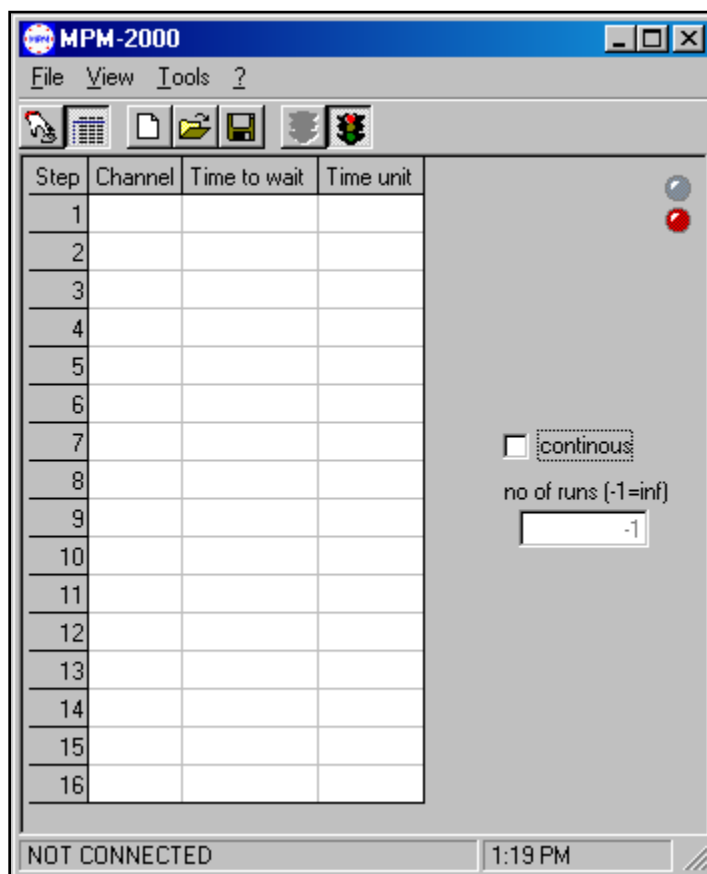 MPM-2000
File View Tools ?
Step Channel Time to wait Time unit
1
2
3
4
5
6
7
8
9
10
11
12
13
14
15
16
continous
no of runs (-1=inf)
-1
NOT CONNECTED 1:19 PM